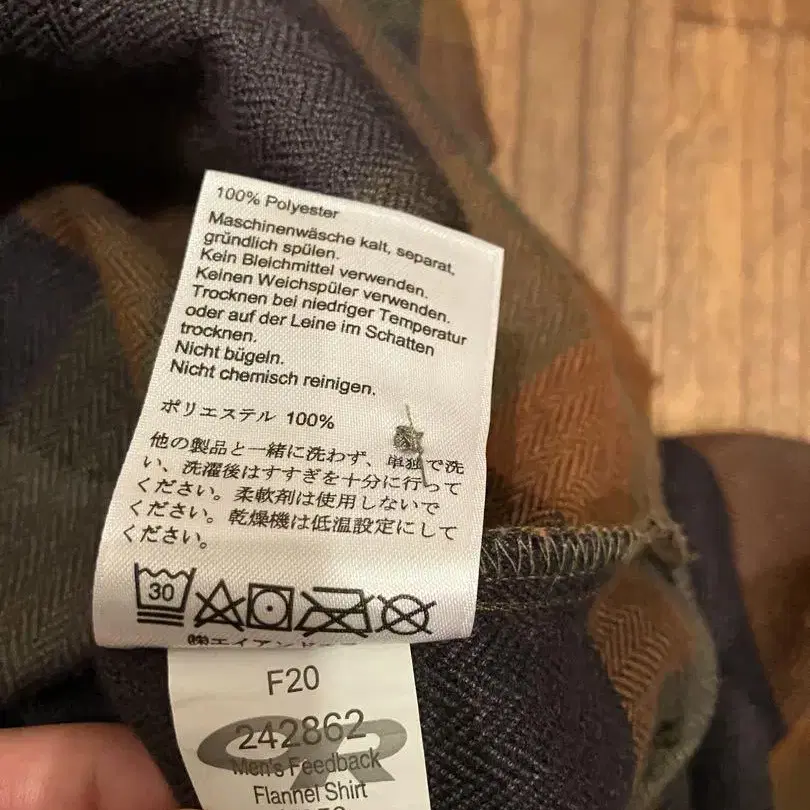 100% Polyester
Maschinenwäsche kalt, separat,
gründlich spülen.
Kein Bleichmittel verwenden.
Keinen Weichspüler verwenden.
Trocknen bei niedriger Temperatur
oder auf der Leine im Schatten
trocknen.
Nicht bügeln.
Nicht chemisch reinigen.
ポリエステル 100%
他の製品と一緒に洗わず、単独で洗
い、洗濯後はすすぎを十分に行って
ください。柔軟剤は使用しないで
ください。乾燥機は低温設定にして
ください。
30
F20
242862
Men's Feedback
Flannel Shirt